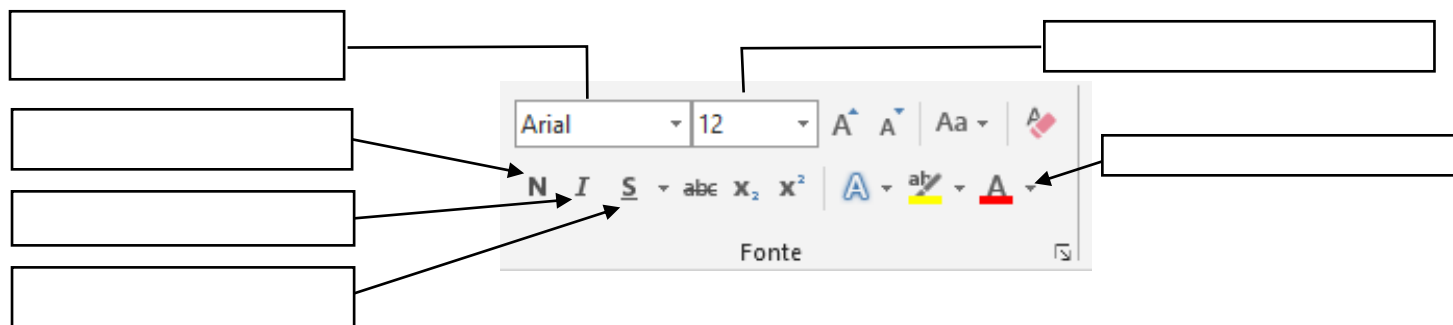 Arial 12 A A Aa A
N I S abc X₂ X² A ab A
Fonte